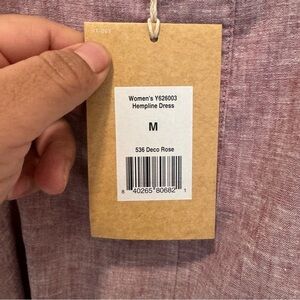 Women's Y626003
Hempline Dress
M
536 Deco Rose
8 40265 80682 1